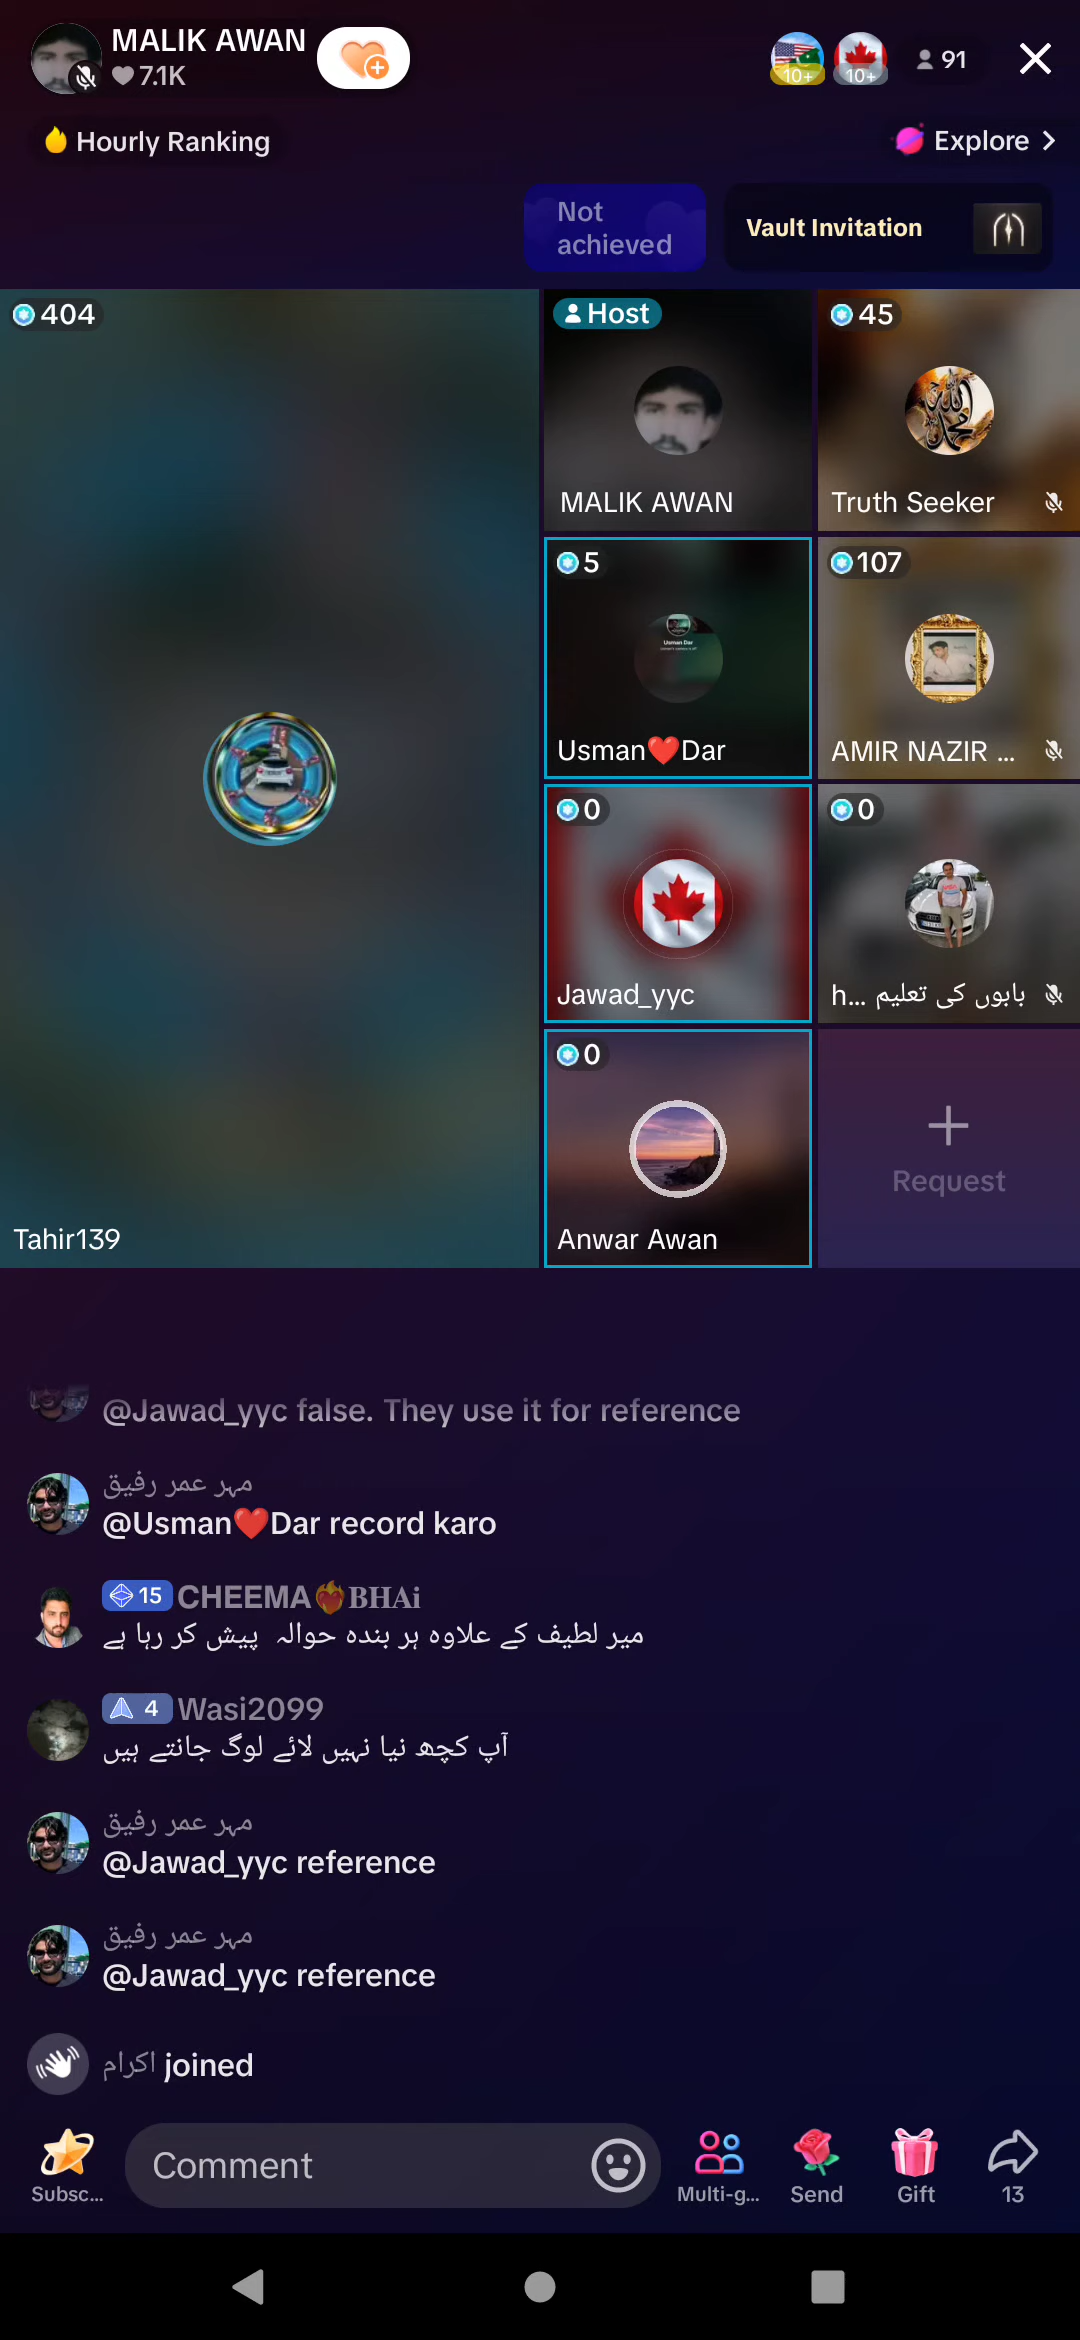 MALIK AWAN
7.1K
10+
10+
91
Hourly Ranking
Explore
Not
achieved
Vault Invitation
404
Host
MALIK AWAN
45
Truth Seeker
5
Usman Dar
Usman❤️Dar
107
AMIR NAZIR ...
0
Jawad_yyc
0
h... بابوں کی تعلیم
0
Anwar Awan
Request
Tahir139
@Jawad_yyc false. They use it for reference
مہر عمر رفیق
@Usman❤️Dar record karo
15 CHEEMA❤️‍🔥BHAi
میر لطیف کے علاوہ ہر بندہ حوالہ پیش کر رہا ہے
4 Wasi2099
آپ کچھ نیا نہیں لائے لوگ جانتے ہیں
مہر عمر رفیق
@Jawad_yyc reference
مہر عمر رفیق
@Jawad_yyc reference
اکرام joined
Comment
Subsc...
Multi-g...
Send
Gift
13